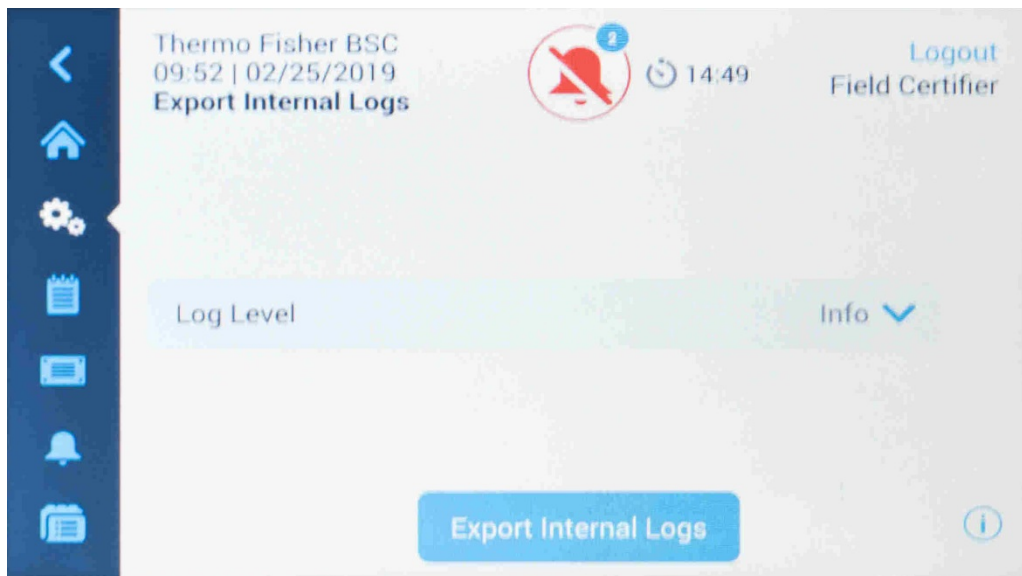 Thermo Fisher BSC
09:52 | 02/25/2019
Export Internal Logs
2
14:49
Logout
Field Certifier
Log Level
Info
Export Internal Logs
i